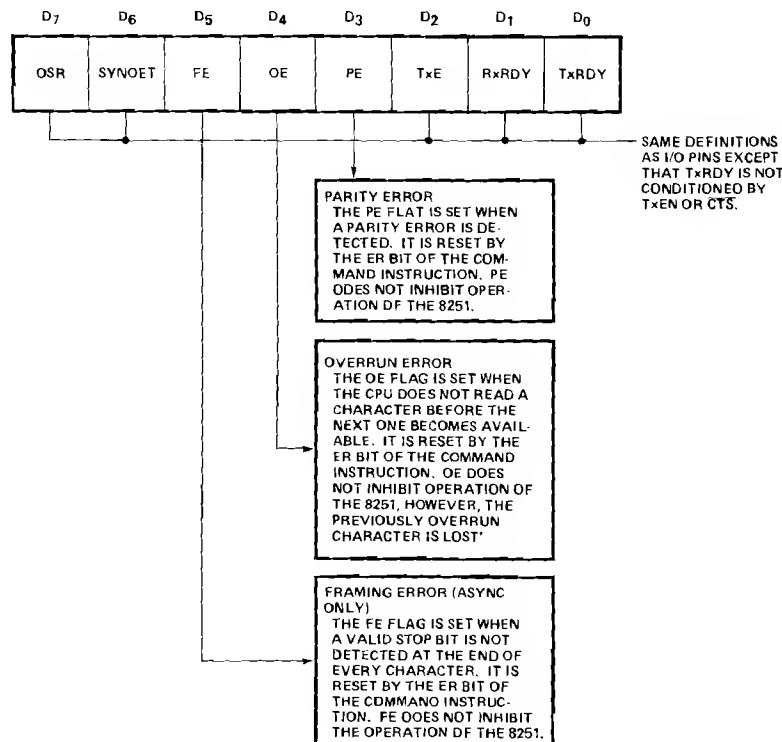 D7 D6 D5 D4 D3 D2 D1 D0
OSR SYNOET FE OE PE TxE RxRDY TxRDY
SAME DEFINITIONS
AS I/O PINS EXCEPT
THAT TxRDY IS NOT
CONDITIONED BY
TxEN OR C̅T̅S̅.
PARITY ERROR
THE PE FLAT IS SET WHEN
A PARITY ERROR IS DE-
TECTED. IT IS RESET BY
THE ER BIT OF THE COM-
MAND INSTRUCTION. PE
ODES NOT INHIBIT OPER-
ATION DF THE 8251.
OVERRUN ERROR
THE OE FLAG IS SET WHEN
THE CPU DOES NOT READ A
CHARACTER BEFORE THE
NEXT ONE BECOMES AVAIL-
ABLE. IT IS RESET BY THE
ER BIT OF THE COMMAND
INSTRUCTION. OE DOES
NOT INHIBIT OPERATION OF
THE 8251, HOWEVER, THE
PREVIOUSLY OVERRUN
CHARACTER IS LOST'
FRAMING ERROR (ASYNC
ONLY)
THE FE FLAG IS SET WHEN
A VALID STOP BIT IS NOT
DETECTED AT THE END OF
EVERY CHARACTER. IT IS
RESET BY THE ER BIT OF
THE COMMANO INSTRUC-
TION. FE OOES NOT INHIBIT
THE OPERATION DF THE 8251.